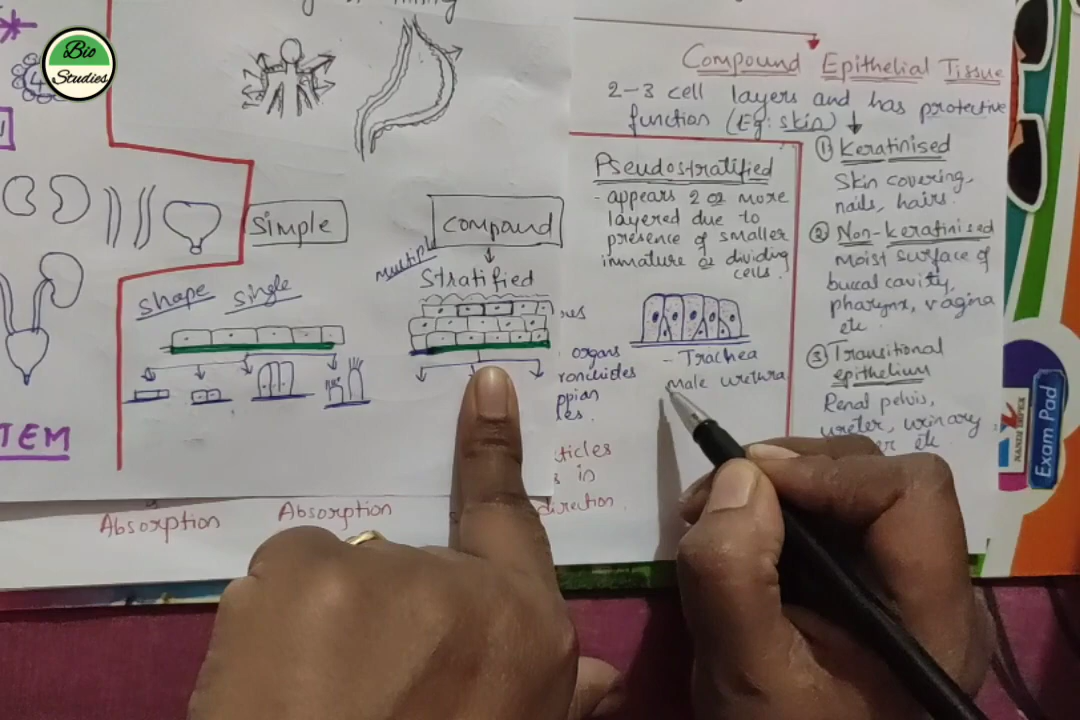 Bio
Studies
Simple
Compound
Multiple
Stratified
shape
single
TEM
Absorption
Absorption
organs
direction
Compound Epithelial Tissue
2-3 cell layers and has protective
function (Eg: skin)
Pseudostratified
- appears 2 or more
layered due to
presence of smaller
immature or dividing
cells.
- Trachea
male urethra
① Keratinised
Skin covering,
nails, hairs.
② Non-keratinised
moist surface of
buccal cavity,
pharynx, vagina
etc.
③ Transitional
epithelium
Renal pelvis,
ureter, urinary
etc
NANHI IMPEX
Exam Pad